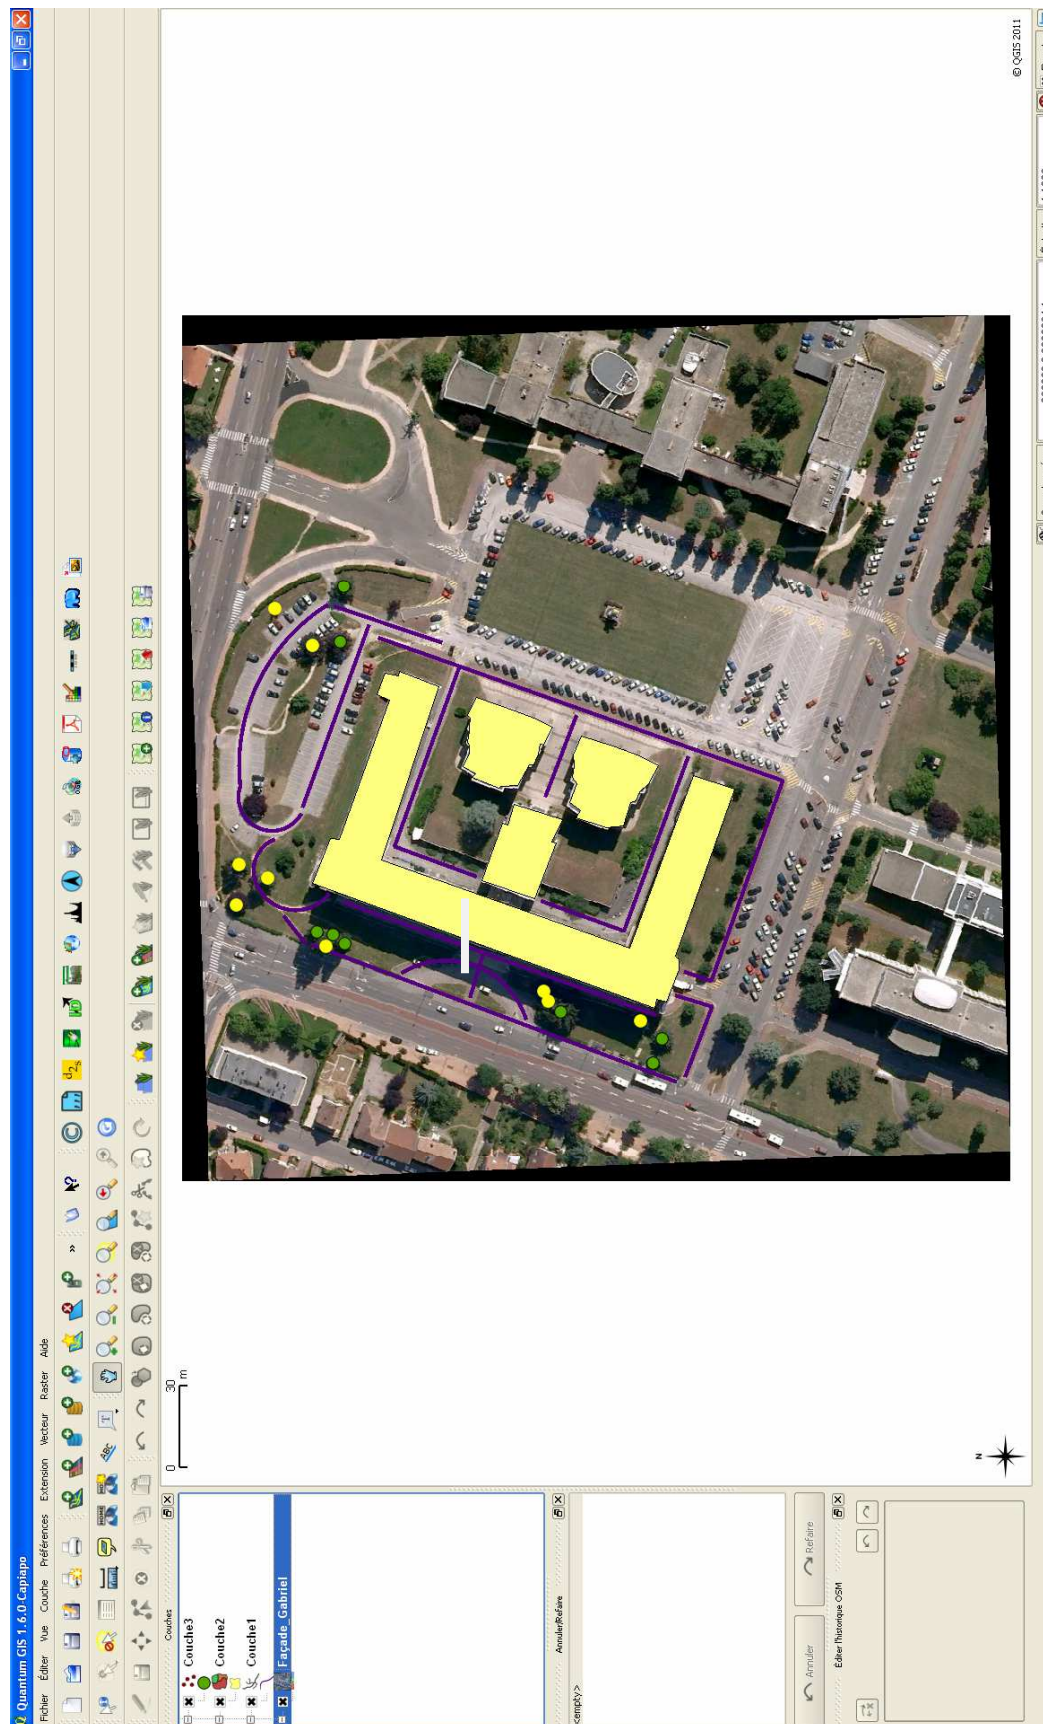 Quantum GIS 1.6.0-Capiapo
Fichier Éditer Vue Couche Préférences Extension Vecteur Raster Aide
Couches
Couche3
Couche2
Couche1
Façade_Gabriel
Annuler/Refaire
<empty>
Annuler
Refaire
Éditer l'historique OSM
0 30 m
N
© QGIS 2011